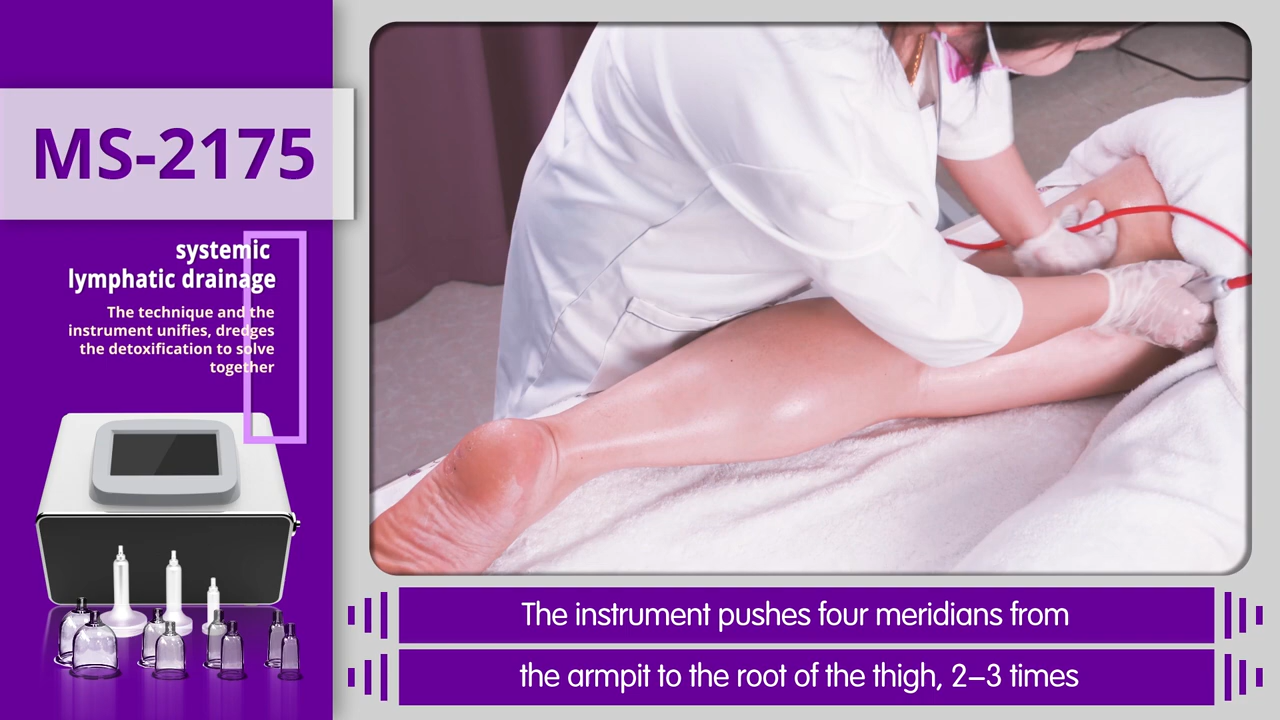 MS-2175
systemic
lymphatic drainage
The technique and the
instrument unifies, dredges
the detoxification to solve
together
The instrument pushes four meridians from
the armpit to the root of the thigh, 2–3 times